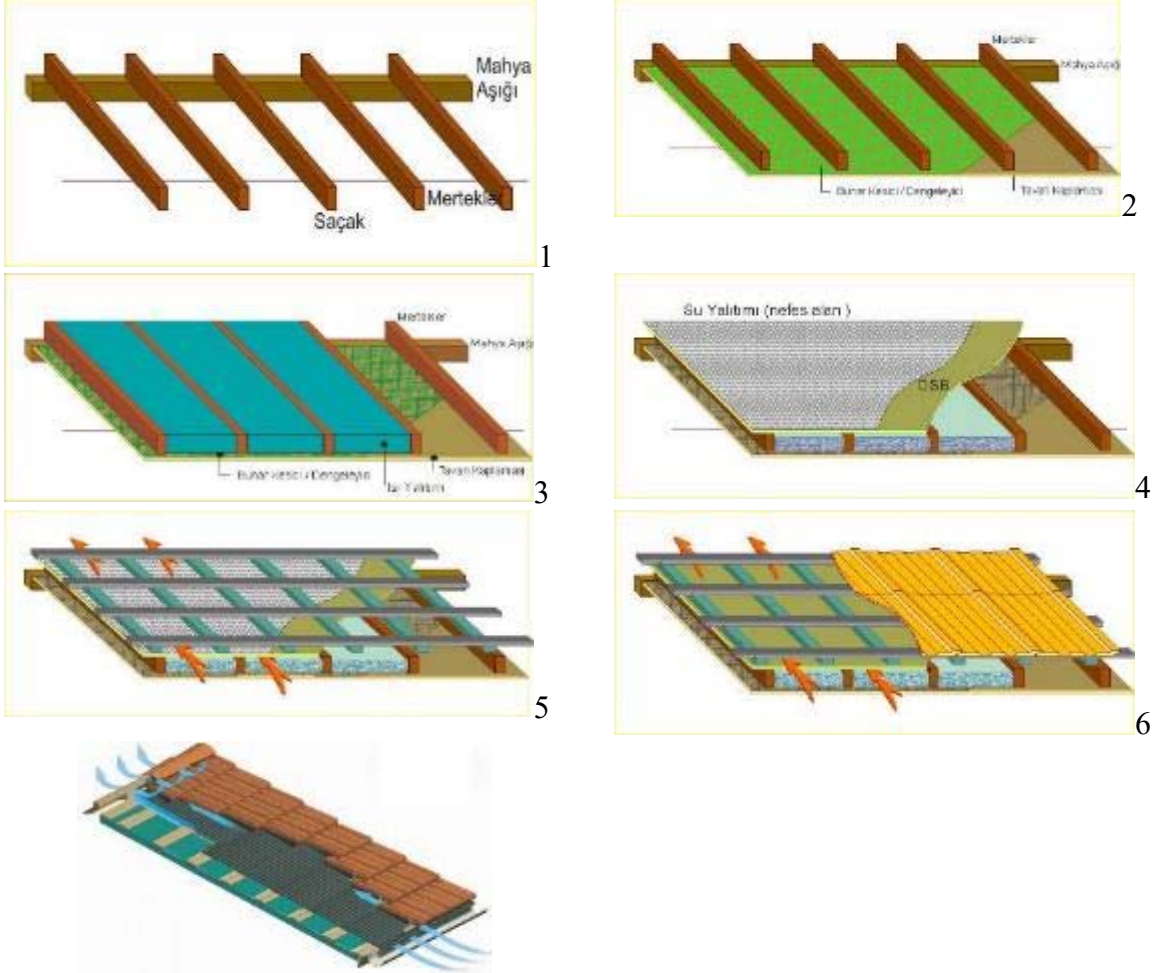 Mahya
Aşığı
Mertekler
Saçak
1
Mertekler
Mahya Aşığı
Buhar Kesici / Dengeleyici
Tavan Kaplaması
2
Mertekler
Mahya Aşığı
Buhar Kesici / Dengeleyici
Tavan Kaplaması
Isı Yalıtımı
3
Su Yalıtımı (nefes alan )
OSB
4
5
6